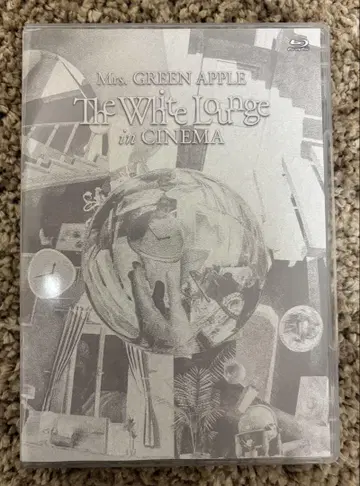 Mrs. GREEN APPLE
The White Lounge
in CINEMA